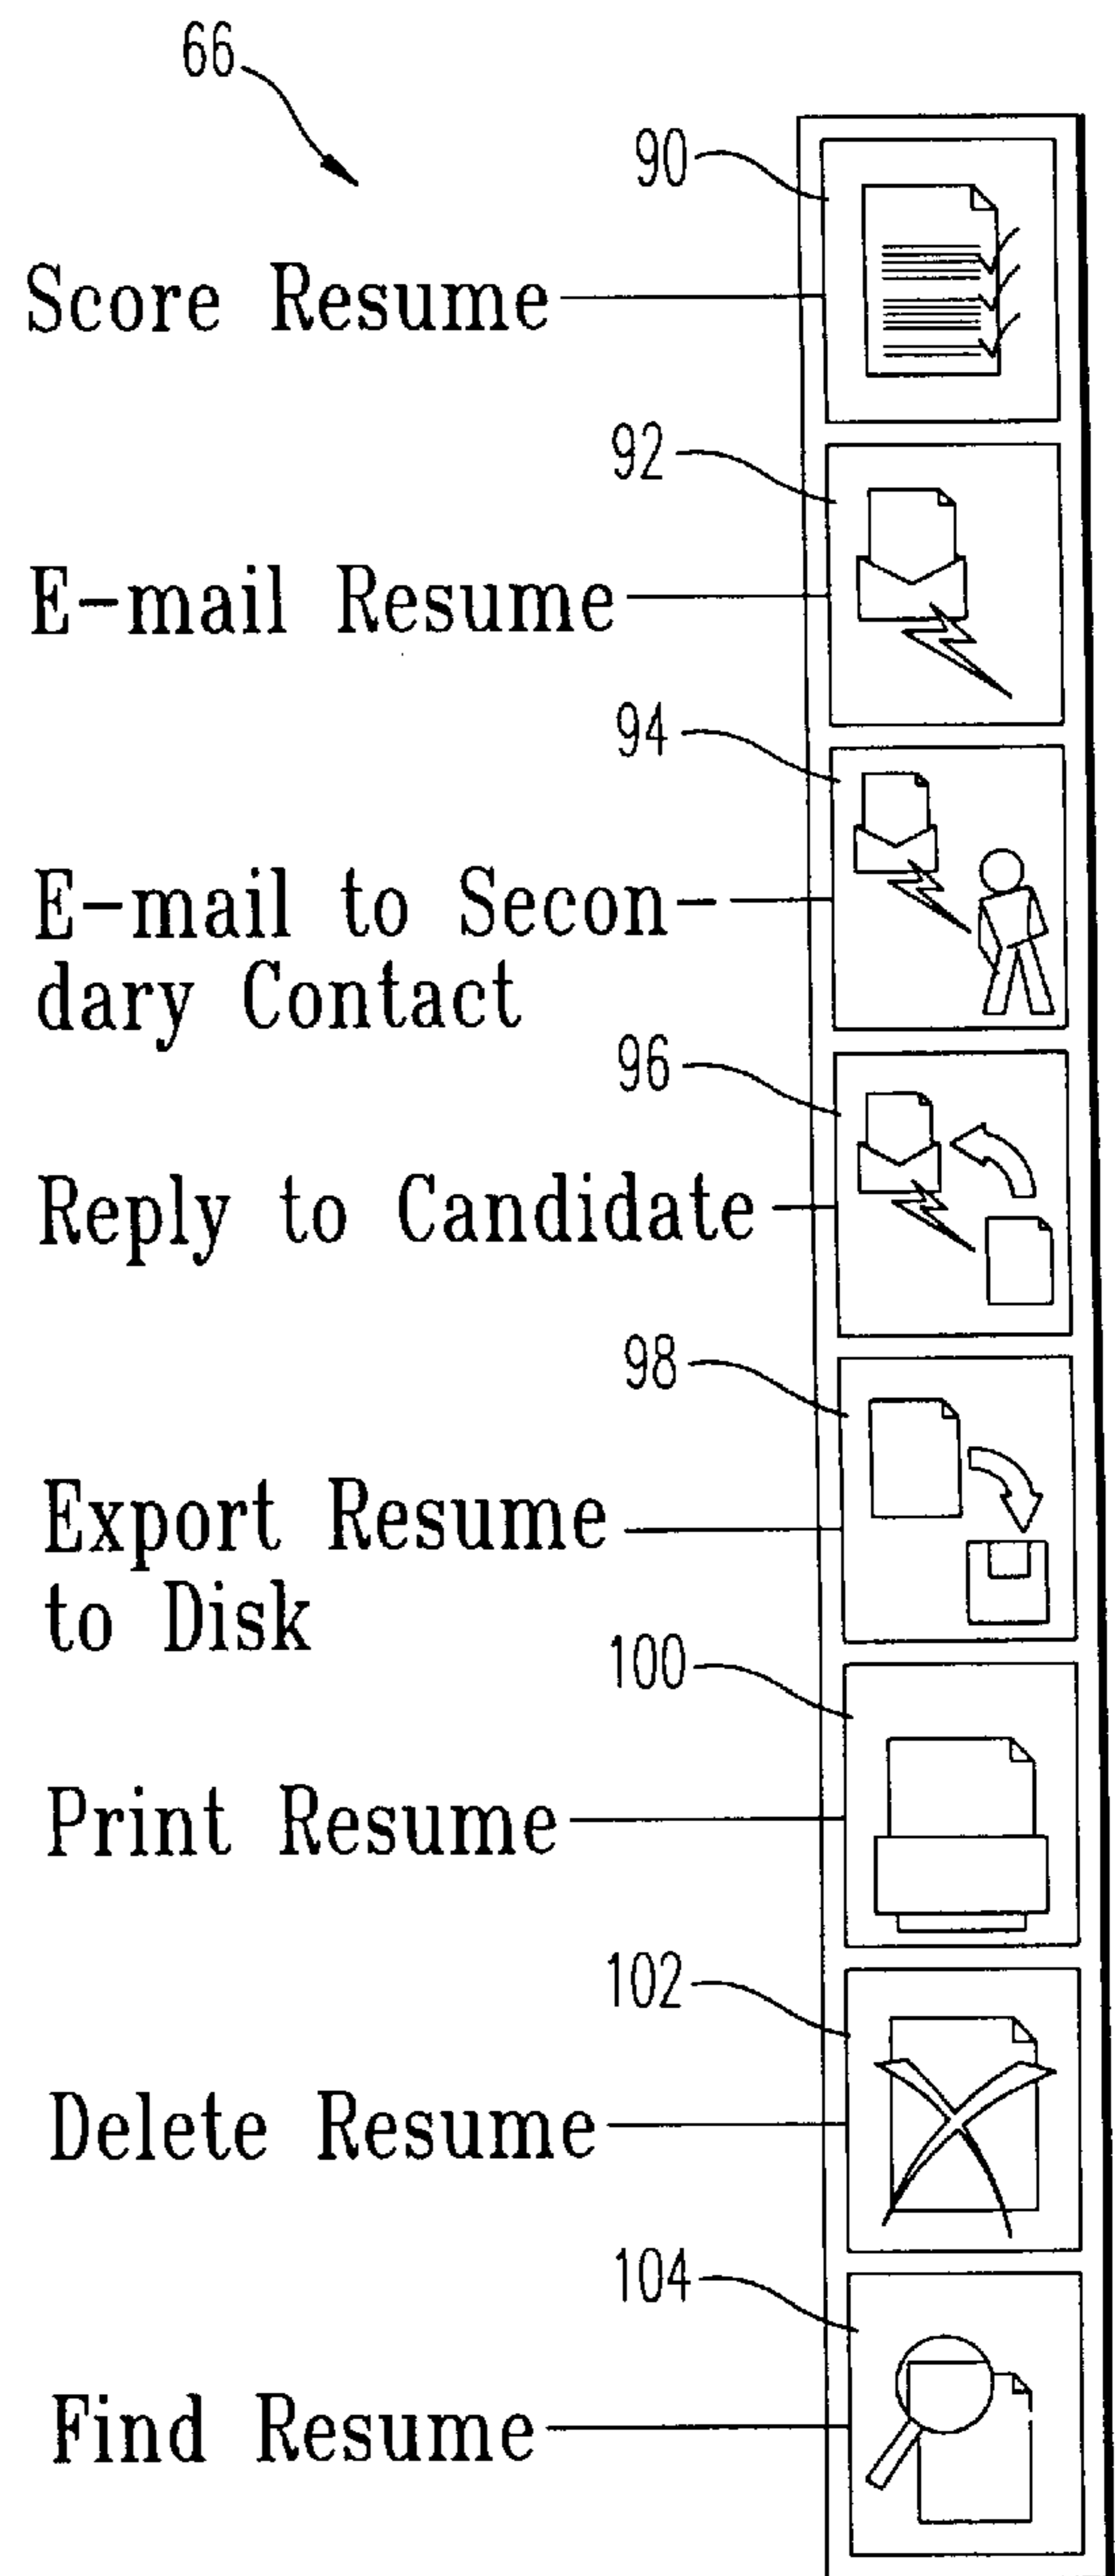 66
90
Score Resume
92
E-mail Resume
94
E-mail to Secon-
dary Contact
96
Reply to Candidate
98
Export Resume
to Disk
100
Print Resume
102
Delete Resume
104
Find Resume